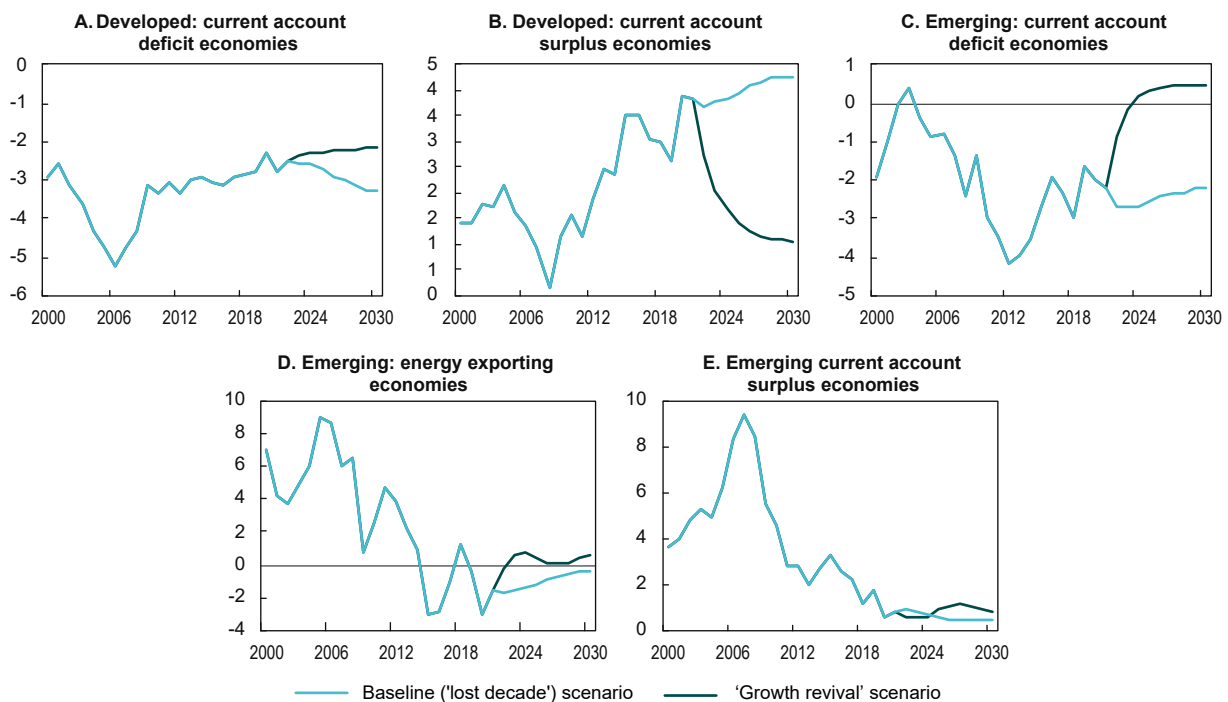 A. Developed: current account
deficit economies
0
-1
-2
-3
-4
-5
-6
2000 2006 2012 2018 2024 2030
B. Developed: current account
surplus economies
5
4
4
3
3
2
2
1
1
0
2000 2006 2012 2018 2024 2030
C. Emerging: current account
deficit economies
1
0
-1
-2
-3
-4
-5
2000 2006 2012 2018 2024 2030
D. Emerging: energy exporting
economies
10
8
6
4
2
0
-2
-4
2000 2006 2012 2018 2024 2030
E. Emerging current account
surplus economies
10
8
6
4
2
0
2000 2006 2012 2018 2024 2030
Baseline ('lost decade') scenario
‘Growth revival’ scenario